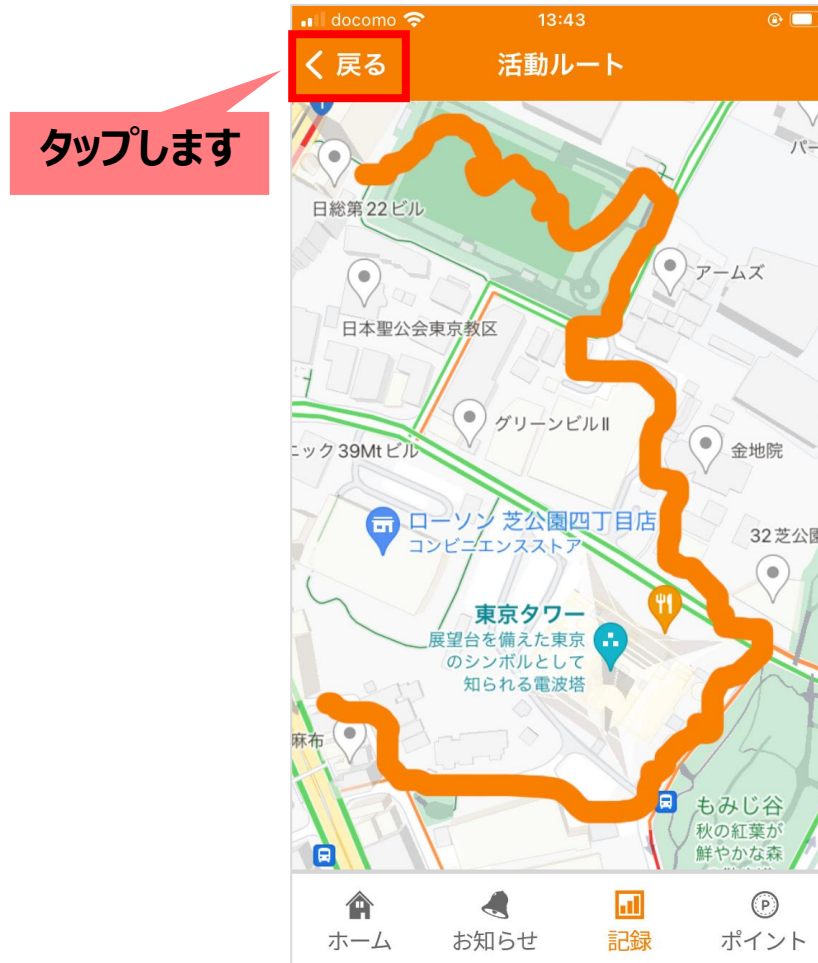 docomo
13:43
戻る
活動ルート
タップします
パー
日総第22ビル
アームズ
日本聖公会東京教区
グリーンビルⅡ
ニック39Mtビル
金地院
ローソン 芝公園四丁目店
コンビニエンスストア
32芝公園
東京タワー
展望台を備えた東京
のシンボルとして
知られる電波塔
麻布
もみじ谷
秋の紅葉が
鮮やかな森
ホーム
お知らせ
記録
P
ポイント